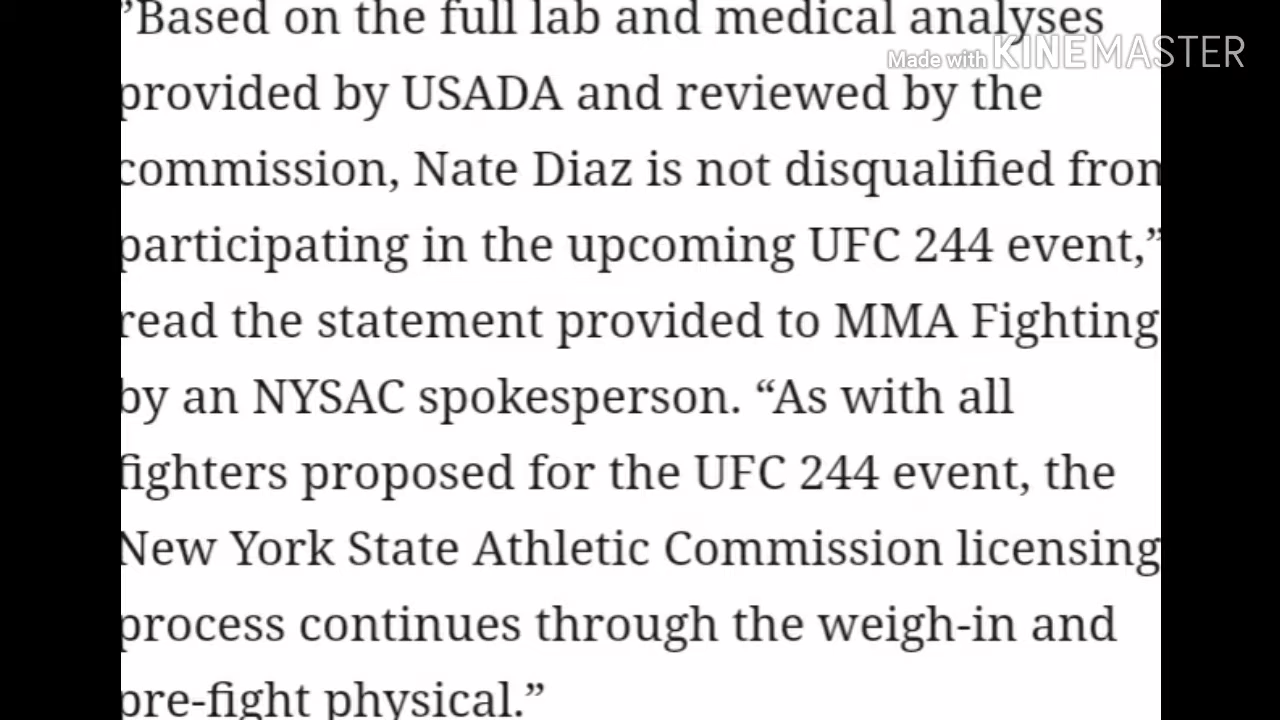 ”Based on the full lab and medical analyses
Made with KINEMASTER
provided by USADA and reviewed by the
commission, Nate Diaz is not disqualified from
participating in the upcoming UFC 244 event,”
read the statement provided to MMA Fighting
by an NYSAC spokesperson. “As with all
fighters proposed for the UFC 244 event, the
New York State Athletic Commission licensing
process continues through the weigh-in and
pre-fight physical.”